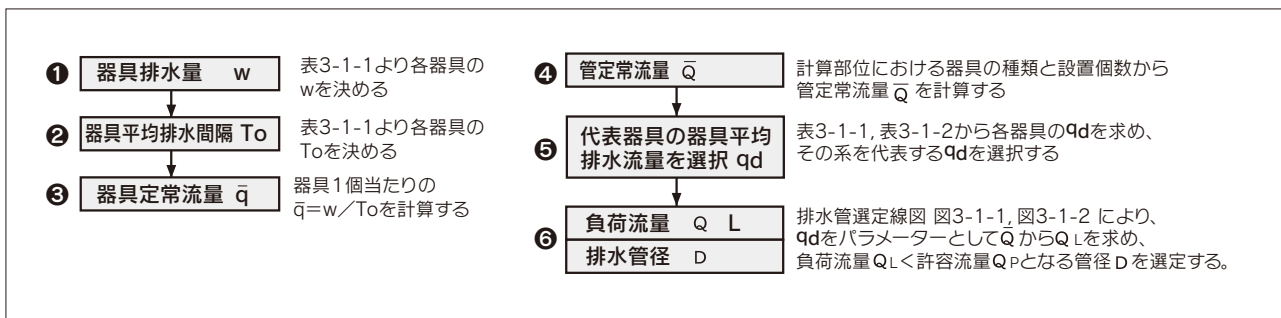 ❶ 器具排水量 w
表3-1-1より各器具の
wを決める
❷ 器具平均排水間隔 To
表3-1-1より各器具の
Toを決める
❸ 器具定常流量 q̄
器具1個当たりの
q̄=w／Toを計算する
❹ 管定常流量 Q̄
計算部位における器具の種類と設置個数から
管定常流量 Q̄ を計算する
❺ 代表器具の器具平均
排水流量を選択 qd
表3-1-1, 表3-1-2から各器具のqdを求め、
その系を代表するqdを選択する
❻ 負荷流量 Q L
排水管径 D
排水管選定線図 図3-1-1, 図3-1-2 により、
qdをパラメーターとしてQ̄からQLを求め、
負荷流量QL＜許容流量QPとなる管径Dを選定する。